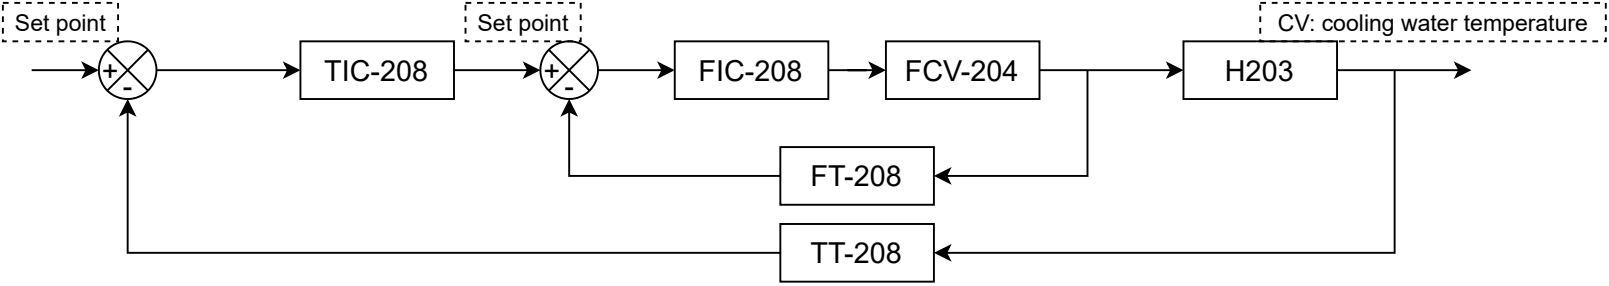 Set point
Set point
CV: cooling water temperature
+
-
TIC-208
+
-
FIC-208
FCV-204
H203
FT-208
TT-208